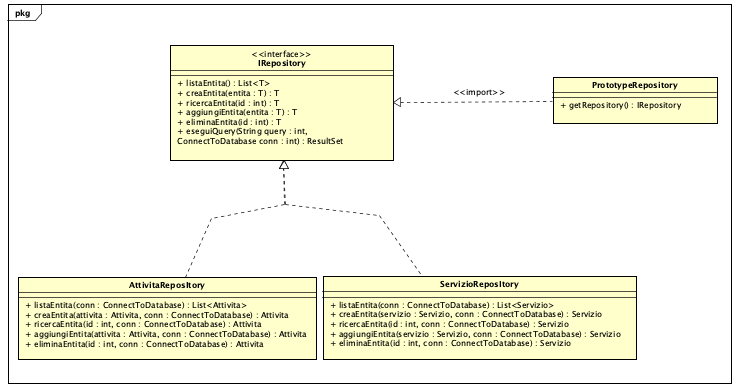 pkg
<<interface>>
IRepository
+ listaEntita() : List<T>
+ creaEntita(entita : T) : T
+ ricercaEntita(id : int) : T
+ aggiungiEntita(entita : T) : T
+ eliminaEntita(id : int) : T
+ eseguiQuery(String query : int,
ConnectToDatabase conn : int) : ResultSet
<<import>>
PrototypeRepository
+ getRepository() : IRepository
AttivitaRepository
+ listaEntita(conn : ConnectToDatabase) : List<Attivita>
+ creaEntita(attivita : Attivita, conn : ConnectToDatabase) : Attivita
+ ricercaEntita(id : int, conn : ConnectToDatabase) : Attivita
+ aggiungiEntita(attivita : Attivita, conn : ConnectToDatabase) : Attivita
+ eliminaEntita(id : int, conn : ConnectToDatabase) : Attivita
ServizioRepository
+ listaEntita(conn : ConnectToDatabase) : List<Servizio>
+ creaEntita(servizio : Servizio, conn : ConnectToDatabase) : Servizio
+ ricercaEntita(id : int, conn : ConnectToDatabase) : Servizio
+ aggiungiEntita(servizio : Servizio, conn : ConnectToDatabase) : Servizio
+ eliminaEntita(id : int, conn : ConnectToDatabase) : Servizio